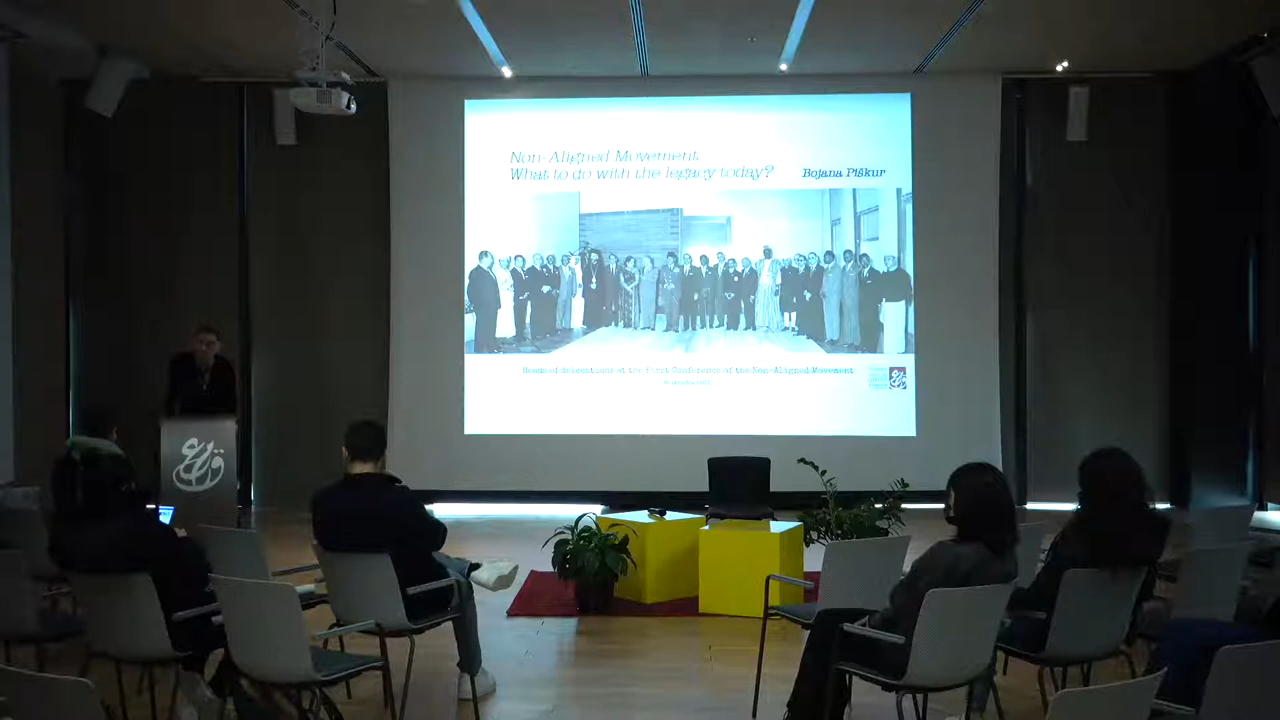 Non-Aligned Movement
What to do with the legacy today? Bojana Piškur
Heads of delegations at the First Conference of the Non-Aligned Movement